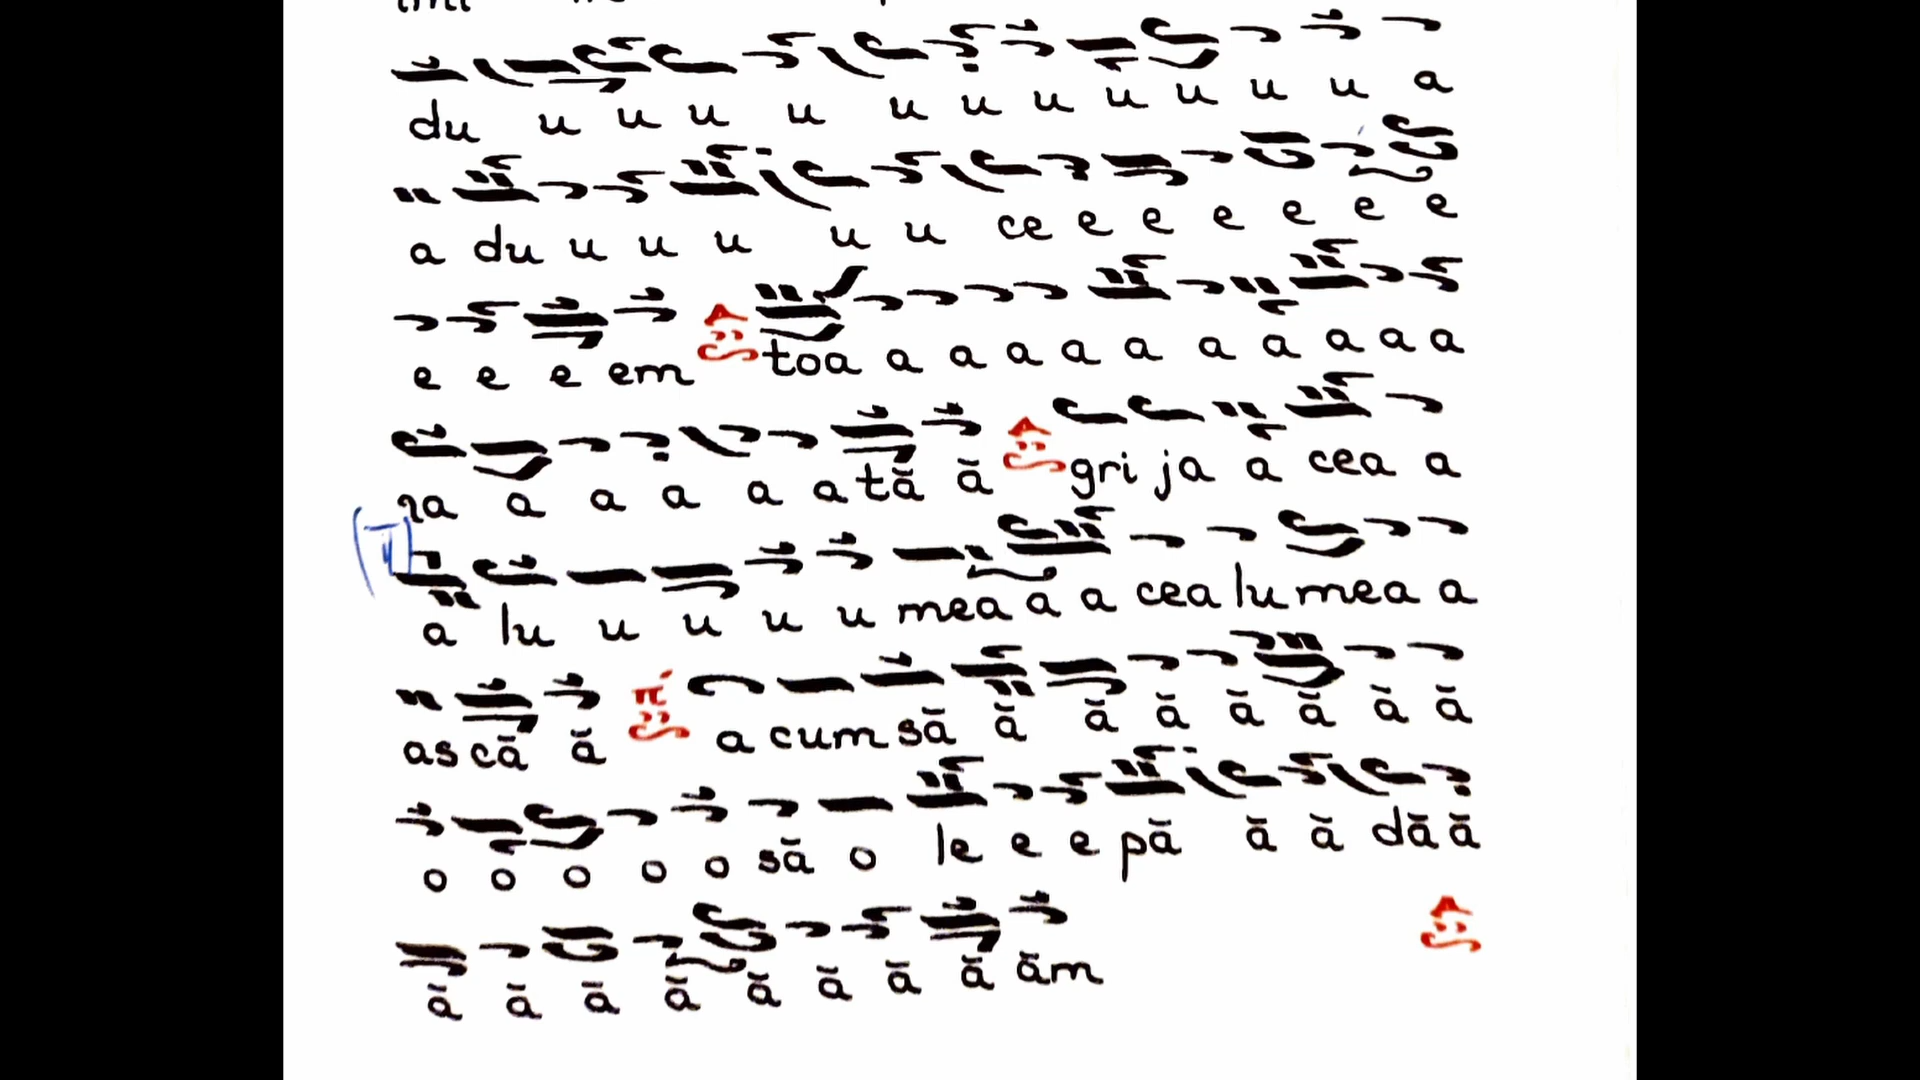 du u u u u u u u u u u u a
a du u u u u u ce e e e e e e
e e e em toa a a a a a a a a a
ra a a a a a tă ă gri ja a cea a
a lu u u u u mea a a cea lu mea a
as că ă π a cum să ă ă ă ă ă ă ă
o o o o o să o le e e pă ă ă dă ă
ă ă ă ă ă ă ă ă ăm